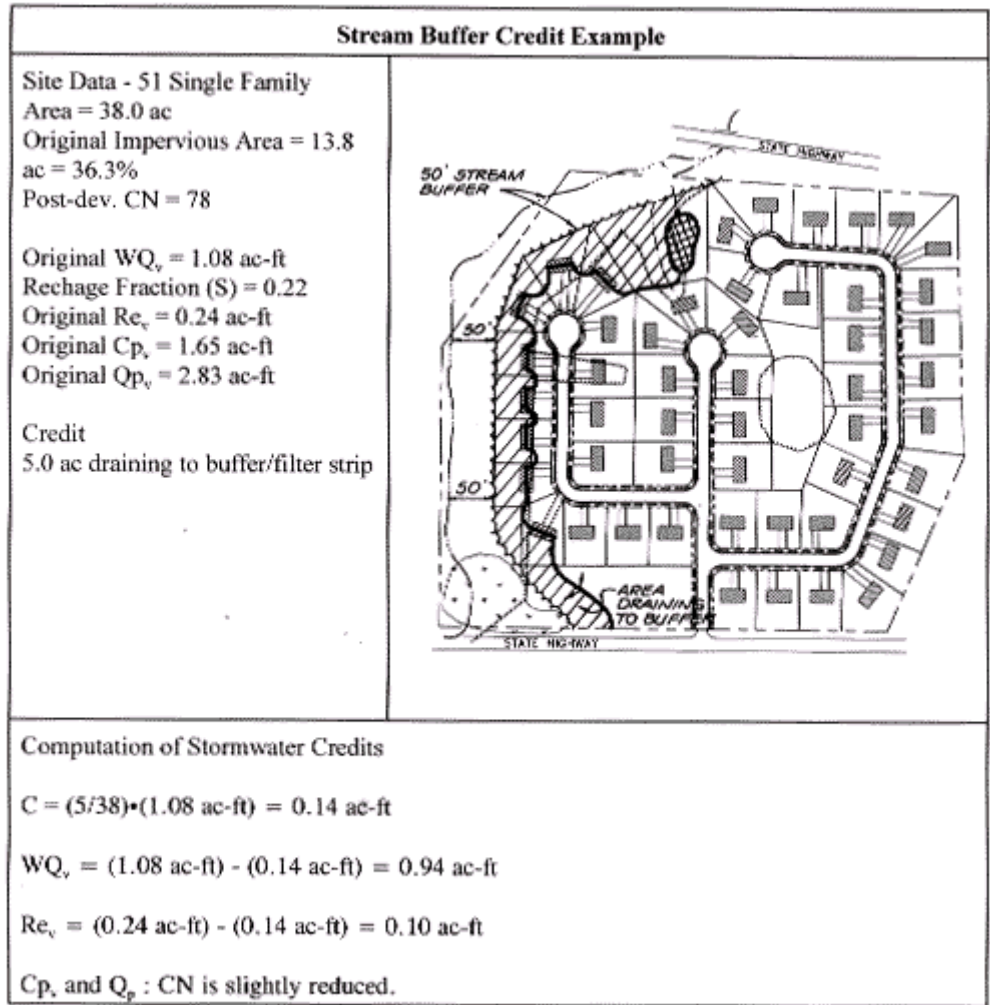 Stream Buffer Credit Example
Site Data - 51 Single Family
Area = 38.0 ac
Original Impervious Area = 13.8
ac = 36.3%
Post-dev. CN = 78
Original WQᵥ = 1.08 ac-ft
Rechage Fraction (S) = 0.22
Original Reᵥ = 0.24 ac-ft
Original Cpᵥ = 1.65 ac-ft
Original Qpᵥ = 2.83 ac-ft
Credit
5.0 ac draining to buffer/filter strip
STATE HIGHWAY
50' STREAM
BUFFER
50'
50'
AREA
DRAINING
TO BUFFER
STATE HIGHWAY
Computation of Stormwater Credits
C = (5/38)•(1.08 ac-ft) = 0.14 ac-ft
WQᵥ = (1.08 ac-ft) - (0.14 ac-ft) = 0.94 ac-ft
Reᵥ = (0.24 ac-ft) - (0.14 ac-ft) = 0.10 ac-ft
Cpᵥ and Qₚ : CN is slightly reduced.